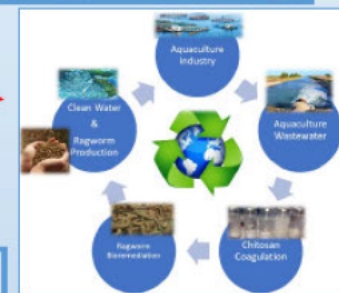 Aquaculture
Industry
Aquaculture
Wastewater
Chitosan
Coagulation
Ragworm
Bioremediation
Clean Water
&
Ragworm
Production